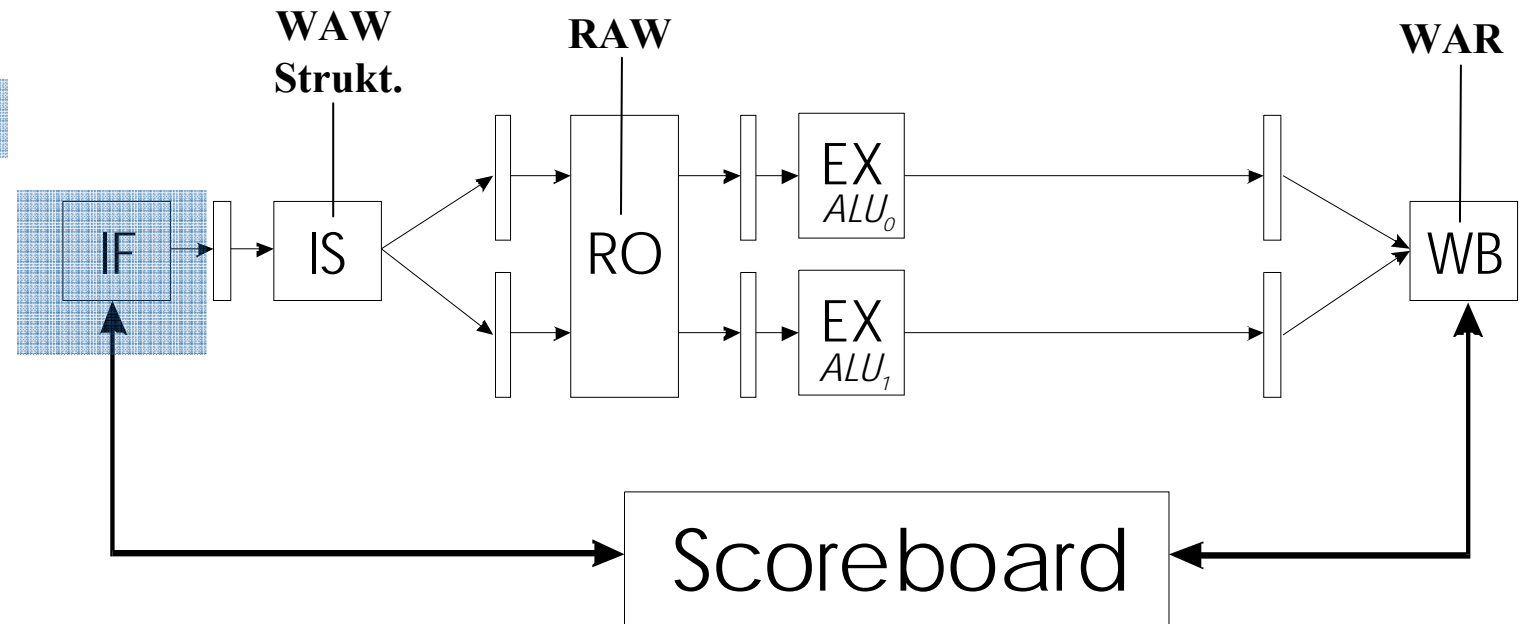 WAW
Strukt.
RAW
WAR
IF
IS
RO
EX
ALU₀
EX
ALU₁
WB
Scoreboard